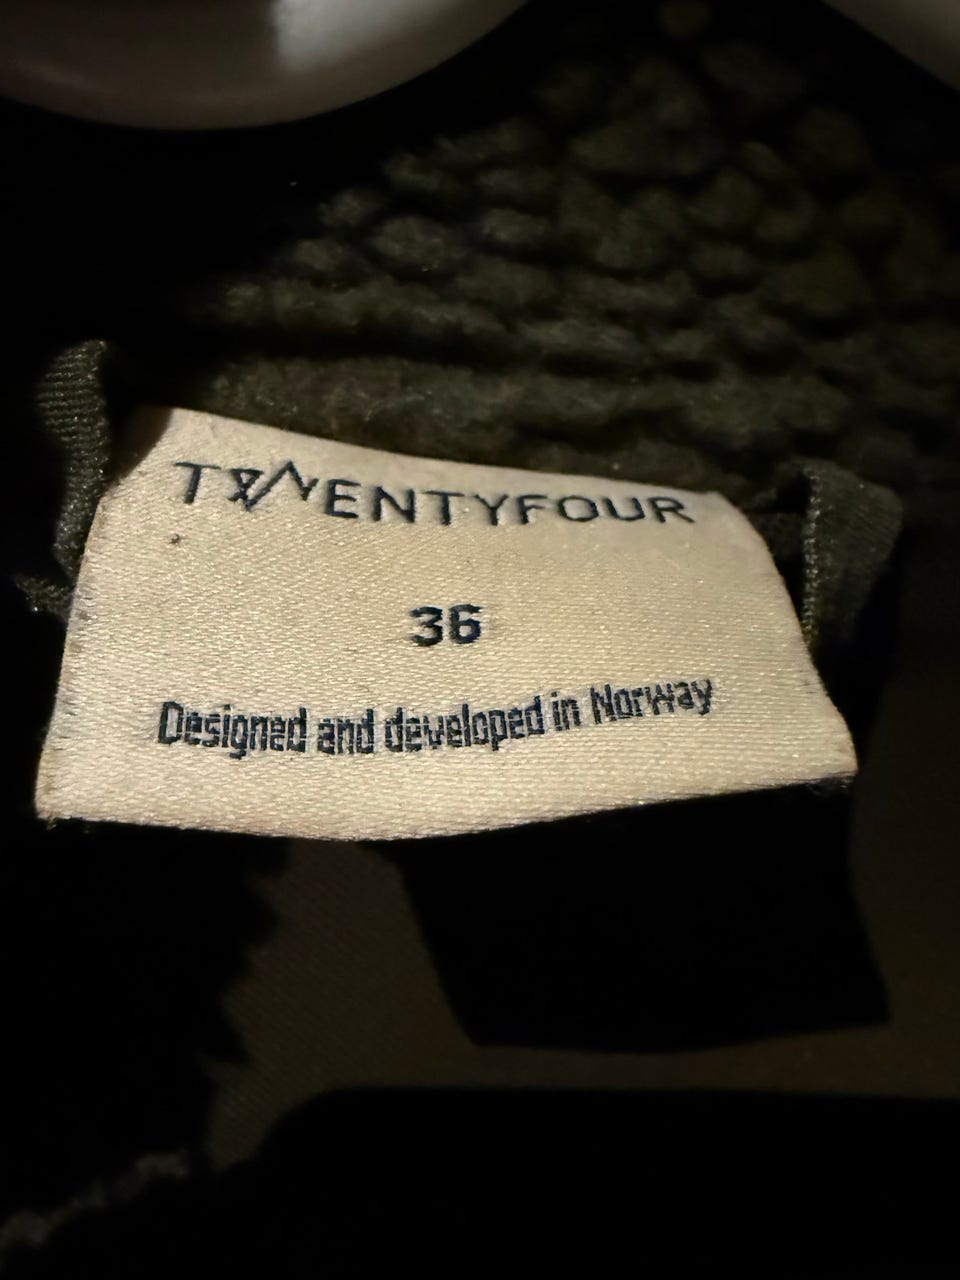 TWENTYFOUR
36
Designed and developed in Norway